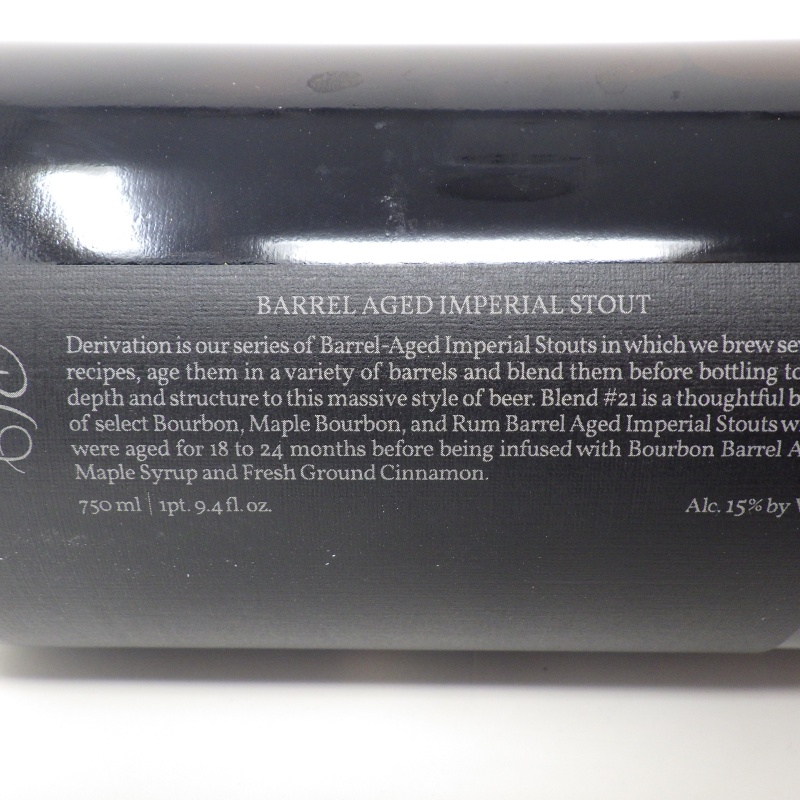 BARREL AGED IMPERIAL STOUT
Derivation is our series of Barrel-Aged Imperial Stouts in which we brew
recipes, age them in a variety of barrels and blend them before bottling to
depth and structure to this massive style of beer. Blend #21 is a thoughtful
of select Bourbon, Maple Bourbon, and Rum Barrel Aged Imperial Stouts
were aged for 18 to 24 months before being infused with Bourbon Barrel
Maple Syrup and Fresh Ground Cinnamon.
750 ml | 1pt. 9.4 fl. oz.
Alc. 15% by